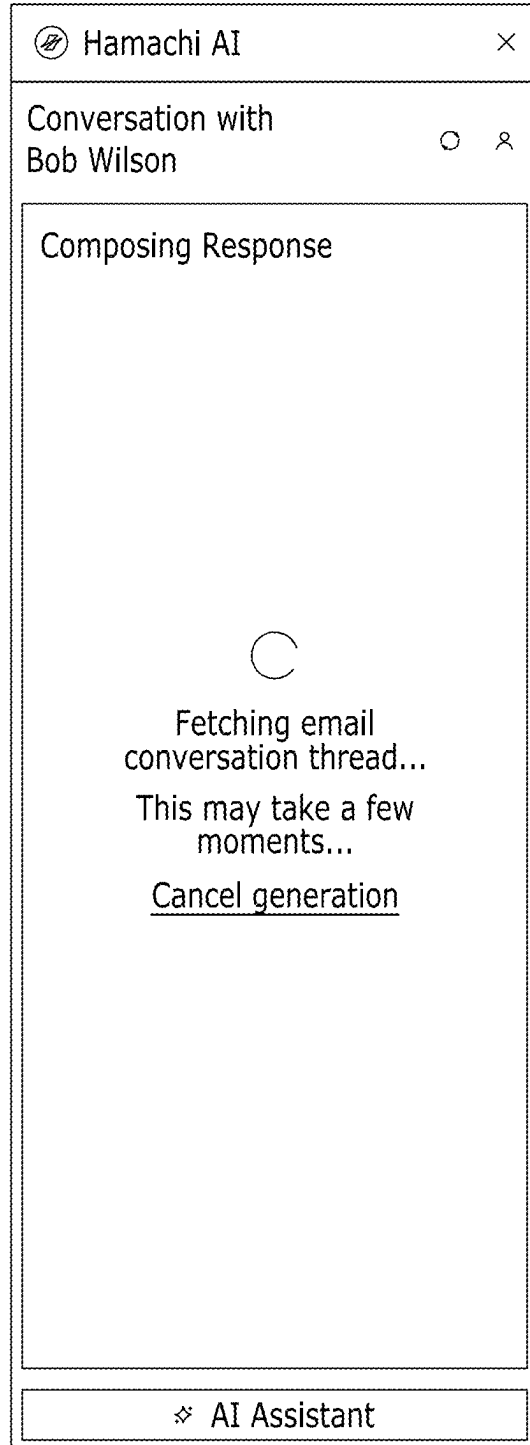 Hamachi AI
Conversation with
Bob Wilson
Composing Response
Fetching email
conversation thread...
This may take a few
moments...
Cancel generation
AI Assistant